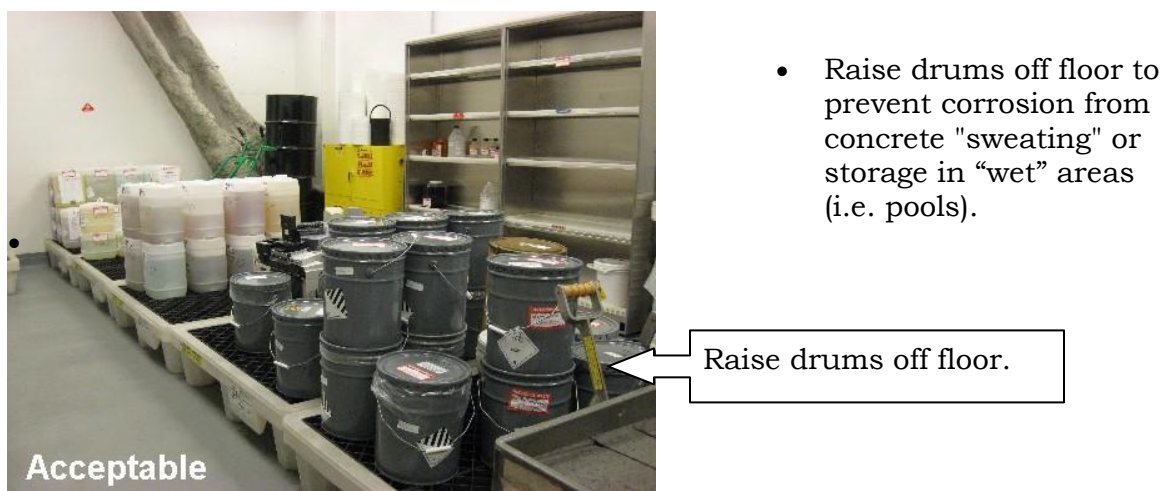 • Raise drums off floor to
prevent corrosion from
concrete "sweating" or
storage in “wet” areas
(i.e. pools).
Raise drums off floor.
•
Acceptable